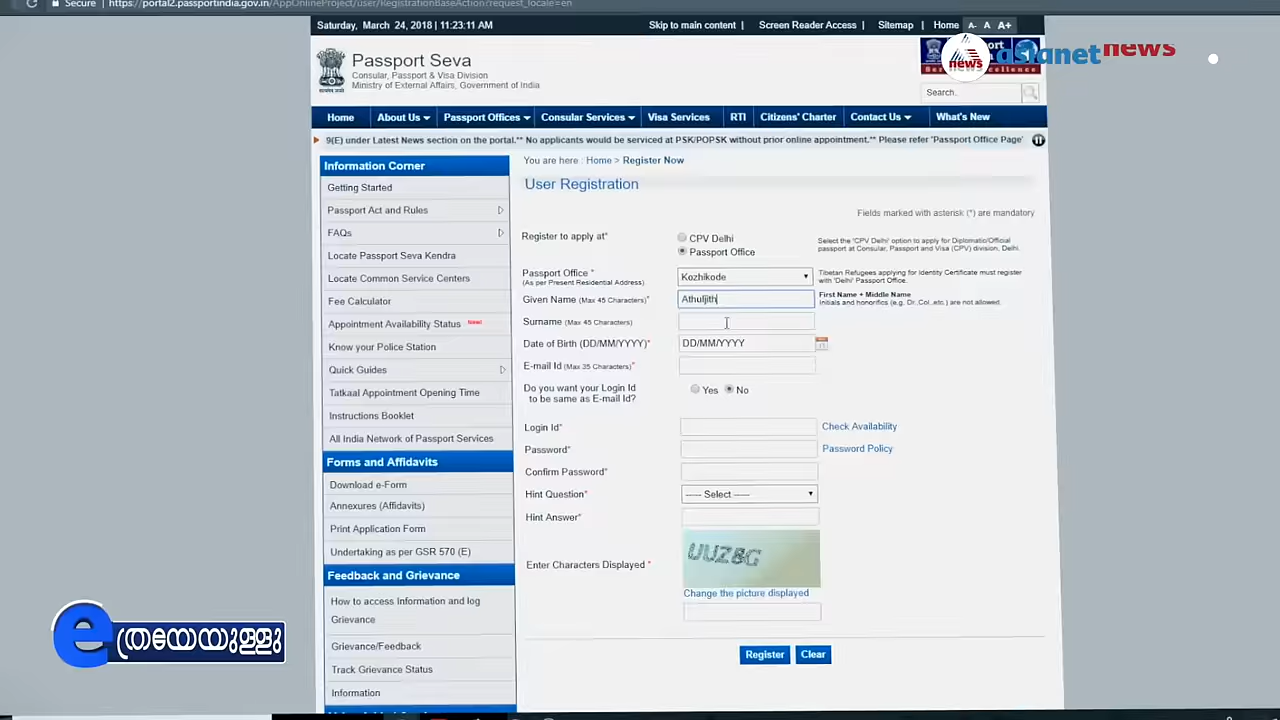 Secure | https://portal2.passportindia.gov.in/AppOnlineProject/user/RegistrationBaseAction?request_locale=en
Saturday, March 24, 2018 | 11:23:11 AM
Skip to main content | Screen Reader Access | Sitemap | Home A- A A+
Passport Seva
Consular, Passport & Visa Division
Ministry of External Affairs, Government of India
news asianet news
Search.
Home About Us Passport Offices Consular Services Visa Services RTI Citizens' Charter Contact Us What's New
9(E) under Latest News section on the portal.** No applicants would be serviced at PSK/POPSK without prior online appointment.** Please refer 'Passport Office Page'
Information Corner
Getting Started
Passport Act and Rules
FAQs
Locate Passport Seva Kendra
Locate Common Service Centers
Fee Calculator
Appointment Availability Status New!
Know your Police Station
Quick Guides
Tatkaal Appointment Opening Time
Instructions Booklet
All India Network of Passport Services
Forms and Affidavits
Download e-Form
Annexures (Affidavits)
Print Application Form
Undertaking as per GSR 570 (E)
Feedback and Grievance
How to access Information and log
Grievance
Grievance/Feedback
Track Grievance Status
Information
You are here : Home > Register Now
User Registration
Fields marked with asterisk (*) are mandatory
Register to apply at*
CPV Delhi
Passport Office
Select the 'CPV Delhi' option to apply for Diplomatic/Official
passport at Consular, Passport and Visa (CPV) division, Delhi.
Passport Office *
(As per Present Residential Address)
Kozhikode
Tibetan Refugees applying for Identity Certificate must register
with 'Delhi' Passport Office.
Given Name (Max 45 Characters)* Athuljith
First Name + Middle Name
Initials and honorifics (e.g. Dr.,Col.,etc.) are not allowed.
Surname (Max 45 Characters)
Date of Birth (DD/MM/YYYY)* DD/MM/YYYY
E-mail Id (Max 35 Characters)*
Do you want your Login Id
to be same as E-mail Id?
Yes No
Login Id* Check Availability
Password* Password Policy
Confirm Password*
Hint Question* ----- Select -----
Hint Answer*
Enter Characters Displayed * UUZ8G
Change the picture displayed
Register Clear
e ത്രയേയുള്ളു